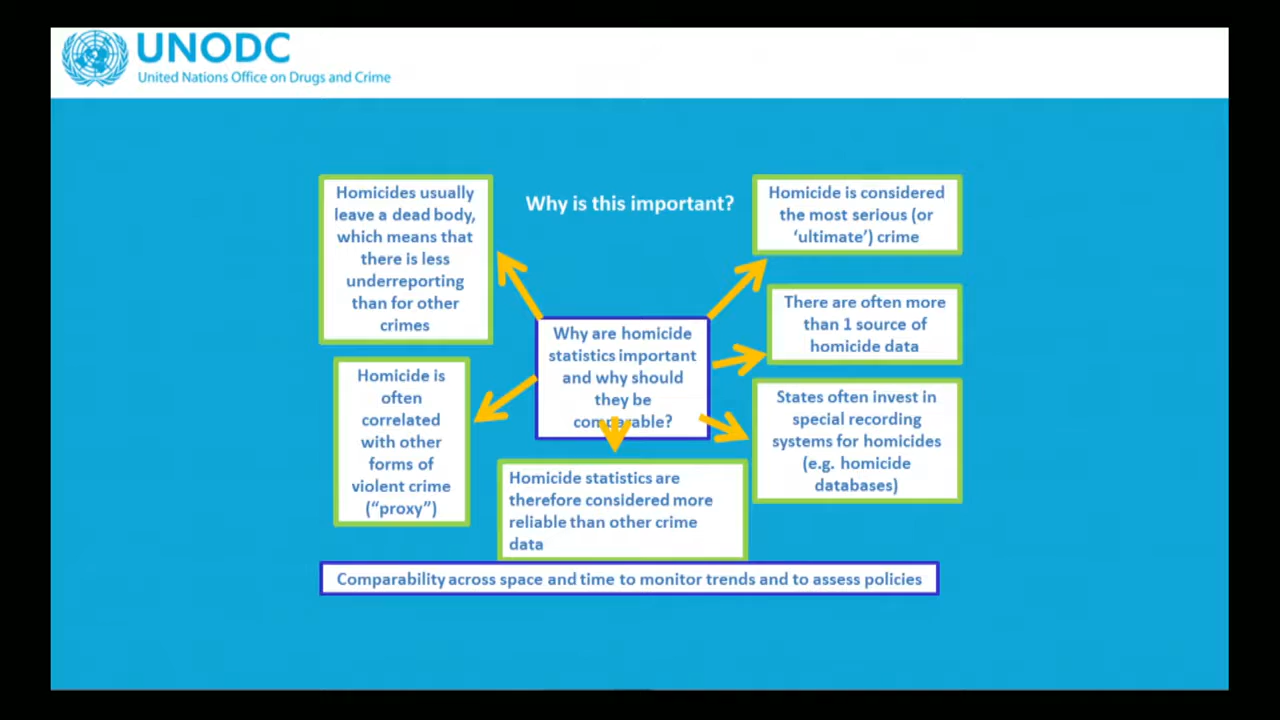 UNODC
United Nations Office on Drugs and Crime
Why is this important?
Homicides usually
leave a dead body,
which means that
there is less
underreporting
than for other
crimes
Homicide is considered
the most serious (or
‘ultimate’) crime
There are often more
than 1 source of
homicide data
Why are homicide
statistics important
and why should
they be
comparable?
Homicide is
often
correlated
with other
forms of
violent crime
(“proxy”)
States often invest in
special recording
systems for homicides
(e.g. homicide
databases)
Homicide statistics are
therefore considered more
reliable than other crime
data
Comparability across space and time to monitor trends and to assess policies